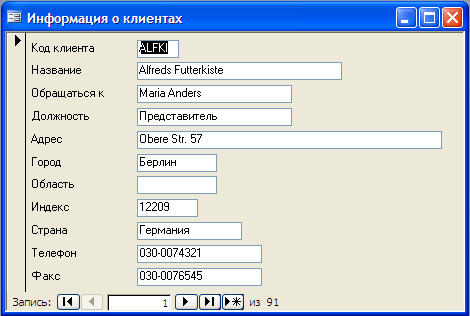 Информация о клиентах
Код клиента ALFKI
Название Alfreds Futterkiste
Обращаться к Maria Anders
Должность Представитель
Адрес Obere Str. 57
Город Берлин
Область
Индекс 12209
Страна Германия
Телефон 030-0074321
Факс 030-0076545
Запись: 1 из 91